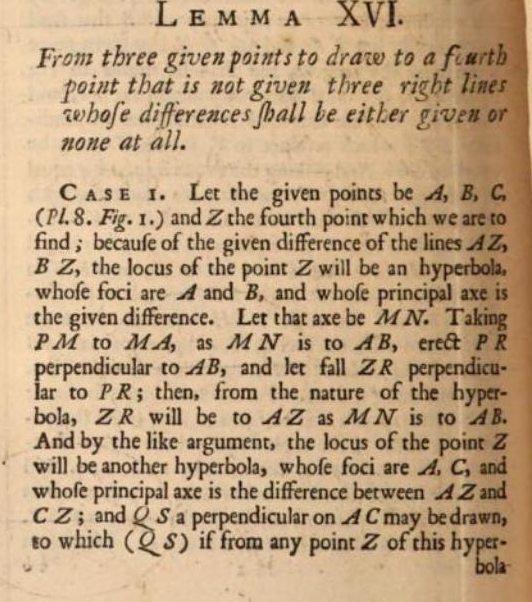 LEMMA XVI.
From three given points to draw to a fourth
point that is not given three right lines
whoſe differences ſhall be either given or
none at all.
CASE 1. Let the given points be A, B, C,
(Pl. 8. Fig. 1.) and Z the fourth point which we are to
find; becauſe of the given difference of the lines AZ,
BZ, the locus of the point Z will be an hyperbola,
whoſe foci are A and B, and whoſe principal axe is
the given difference. Let that axe be MN. Taking
PM to MA, as MN is to AB, erect PR
perpendicular to AB, and let fall ZR perpendicu-
lar to PR; then, from the nature of the hyper-
bola, ZR will be to AZ as MN is to AB.
And by the like argument, the locus of the point Z
will be another hyperbola, whoſe foci are A, C, and
whoſe principal axe is the difference between AZ and
CZ; and QS a perpendicular on AC may be drawn,
to which (QS) if from any point Z of this hyper-
bola